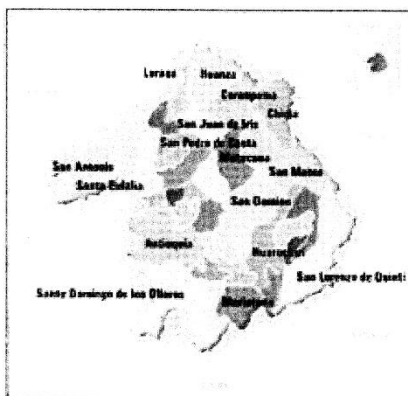 Laraos Huanza
Carampoma
Chicla
San Juan de Iris
San Pedro de Casta
Matucana
San Antonio
San Mateo
Santa Eulalia
San Damian
Antioquia
Huarochiri
San Lorenzo de Quinti
Santo Domingo de los Olleros
Mariatana